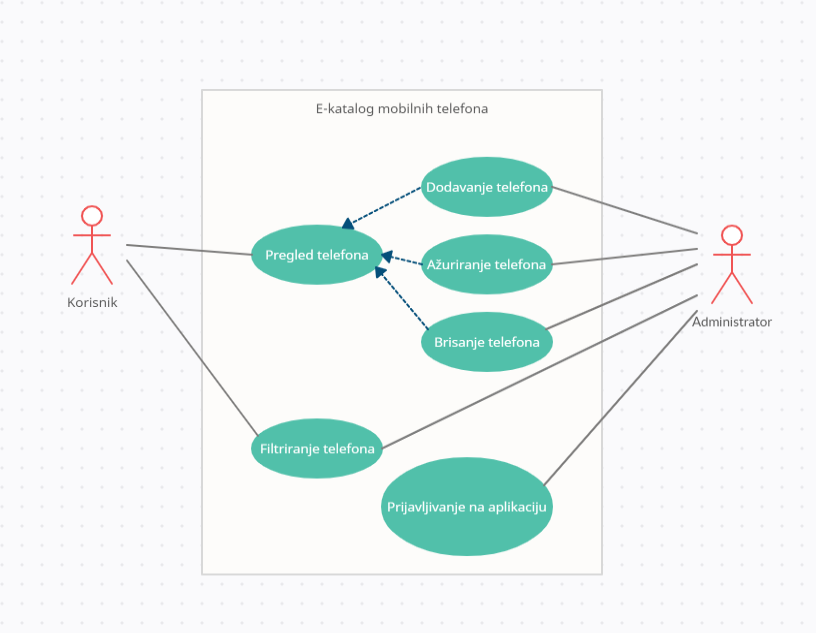 E-katalog mobilnih telefona
Dodavanje telefona
Pregled telefona
Ažuriranje telefona
Korisnik
Administrator
Brisanje telefona
Filtriranje telefona
Prijavljivanje na aplikaciju